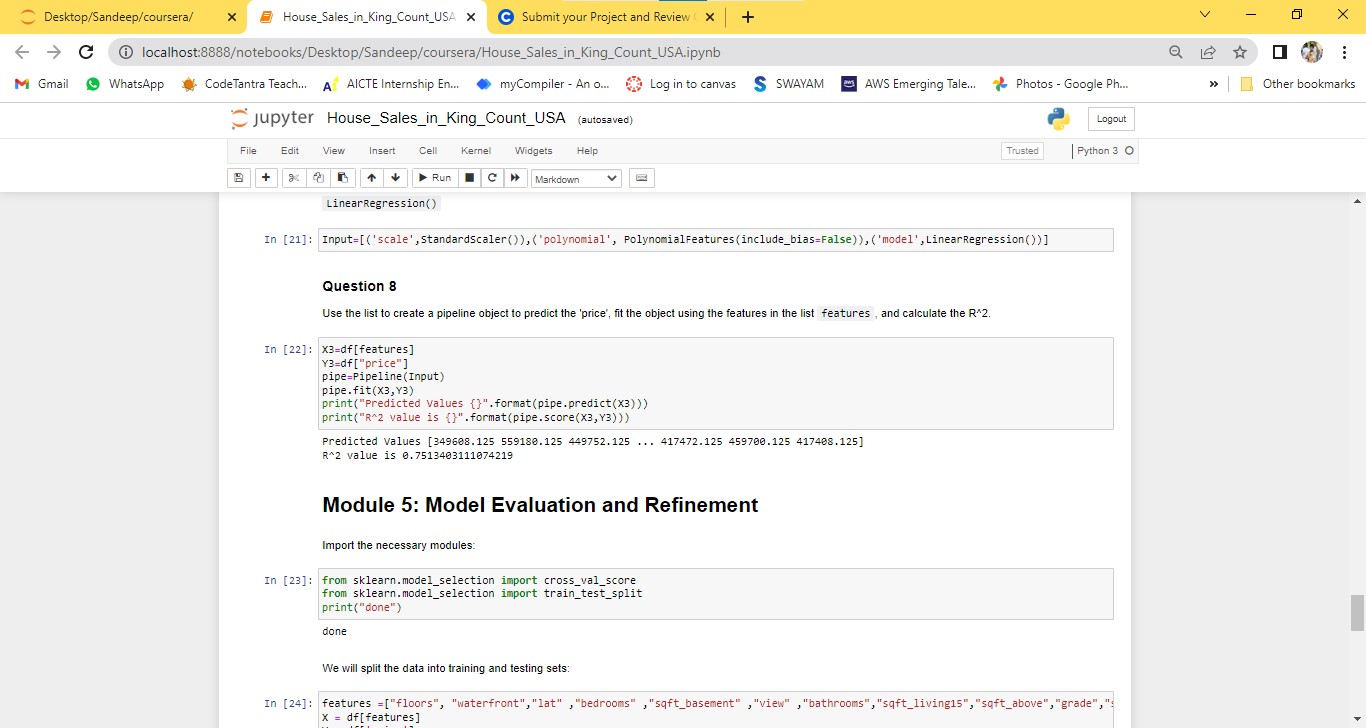 Desktop/Sandeep/coursera/
House_Sales_in_King_Count_USA
Submit your Project and Review
localhost:8888/notebooks/Desktop/Sandeep/coursera/House_Sales_in_King_Count_USA.ipynb
Gmail
WhatsApp
CodeTantra Teach...
AICTE Internship En...
myCompiler - An o...
Log in to canvas
SWAYAM
AWS Emerging Tale...
Photos - Google Ph...
»
Other bookmarks
jupyter House_Sales_in_King_Count_USA (autosaved)
Logout
File Edit View Insert Cell Kernel Widgets Help
Trusted
Python 3
Run
Markdown
LinearRegression()
In [21]: Input=[('scale',StandardScaler()),('polynomial', PolynomialFeatures(include_bias=False)),('model',LinearRegression())]
Question 8
Use the list to create a pipeline object to predict the 'price', fit the object using the features in the list features , and calculate the R^2.
In [22]: X3=df[features]
Y3=df["price"]
pipe=Pipeline(Input)
pipe.fit(X3,Y3)
print("Predicted Values {}".format(pipe.predict(X3)))
print("R^2 value is {}".format(pipe.score(X3,Y3)))
Predicted Values [349608.125 559180.125 449752.125 ... 417472.125 459700.125 417408.125]
R^2 value is 0.7513403111074219
Module 5: Model Evaluation and Refinement
Import the necessary modules:
In [23]: from sklearn.model_selection import cross_val_score
from sklearn.model_selection import train_test_split
print("done")
done
We will split the data into training and testing sets:
In [24]: features =["floors", "waterfront","lat" ,"bedrooms" ,"sqft_basement" ,"view" ,"bathrooms","sqft_living15","sqft_above","grade","s
X = df[features]